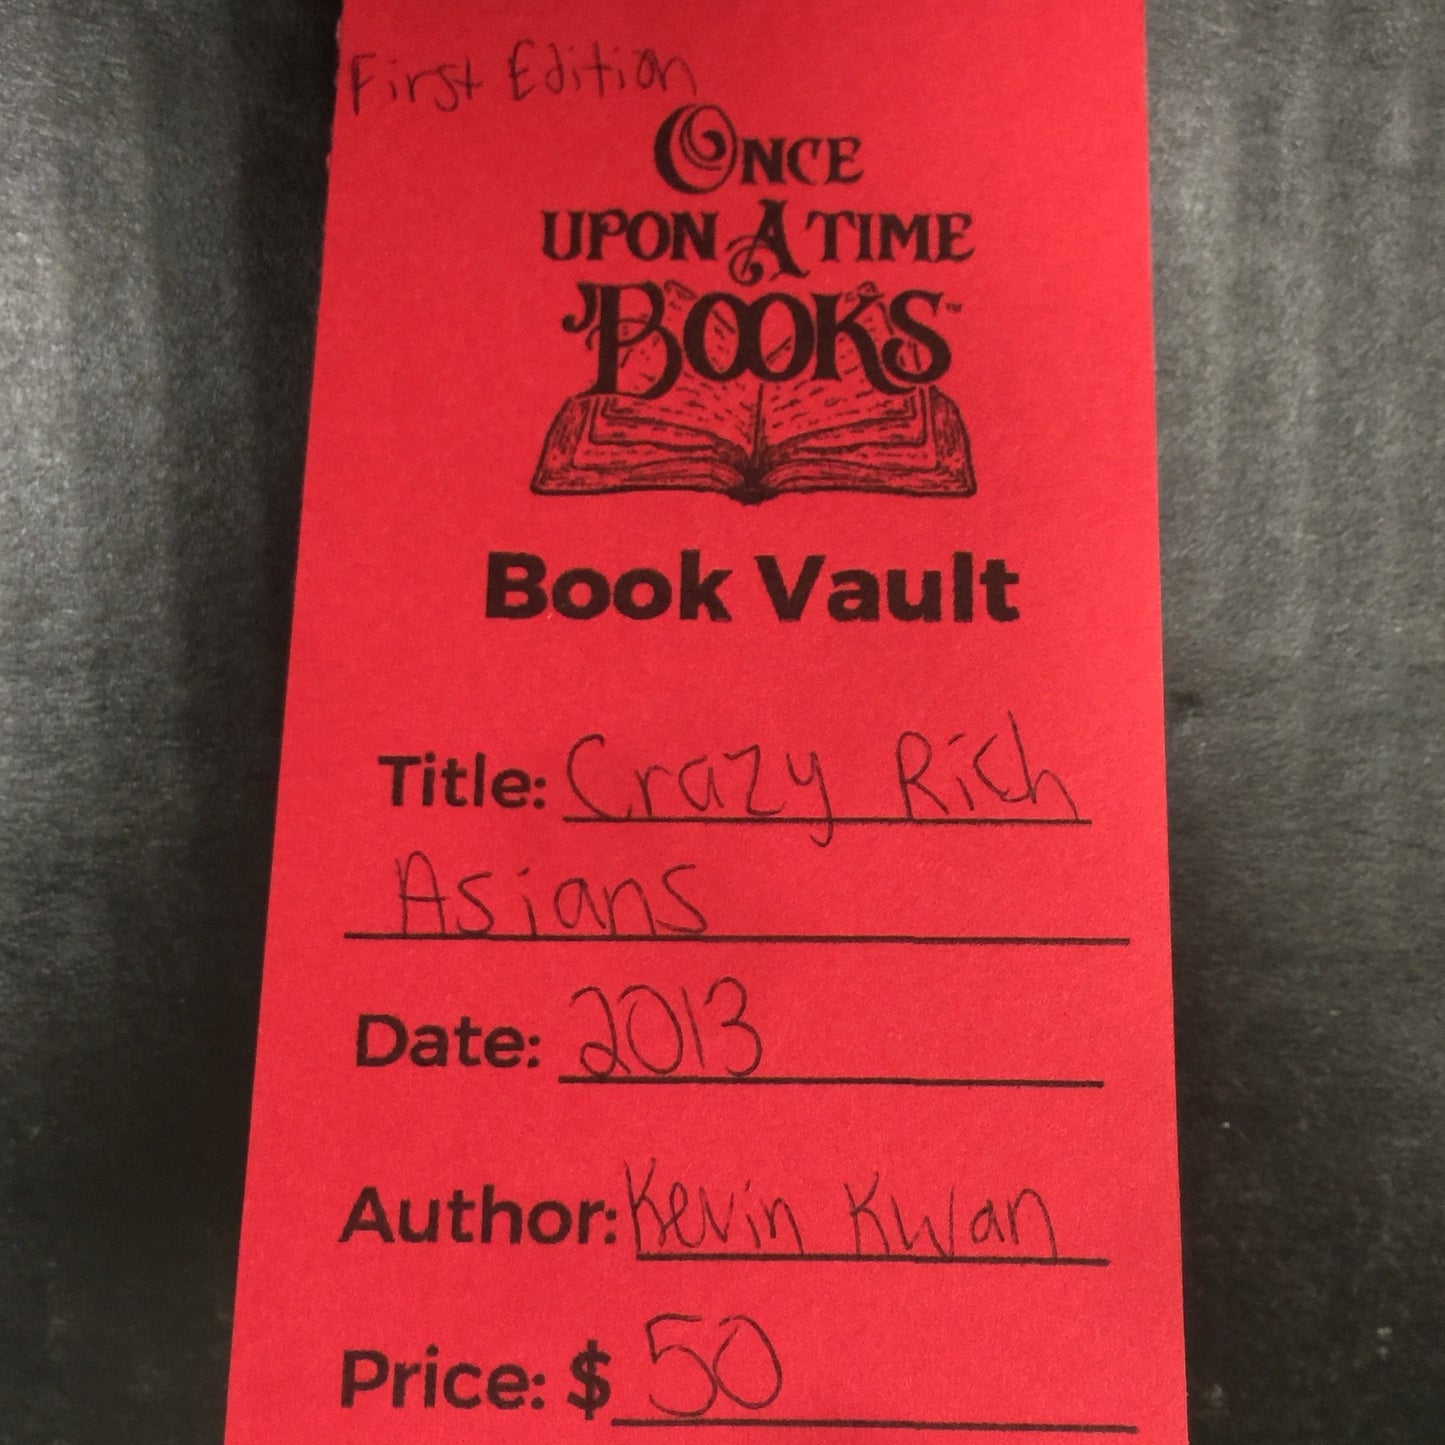 First Edition
ONCE
UPON A TIME
BOOKS
Book Vault
Title: Crazy Rich
Asians
Date: 2013
Author: Kevin Kwan
Price: $ 50